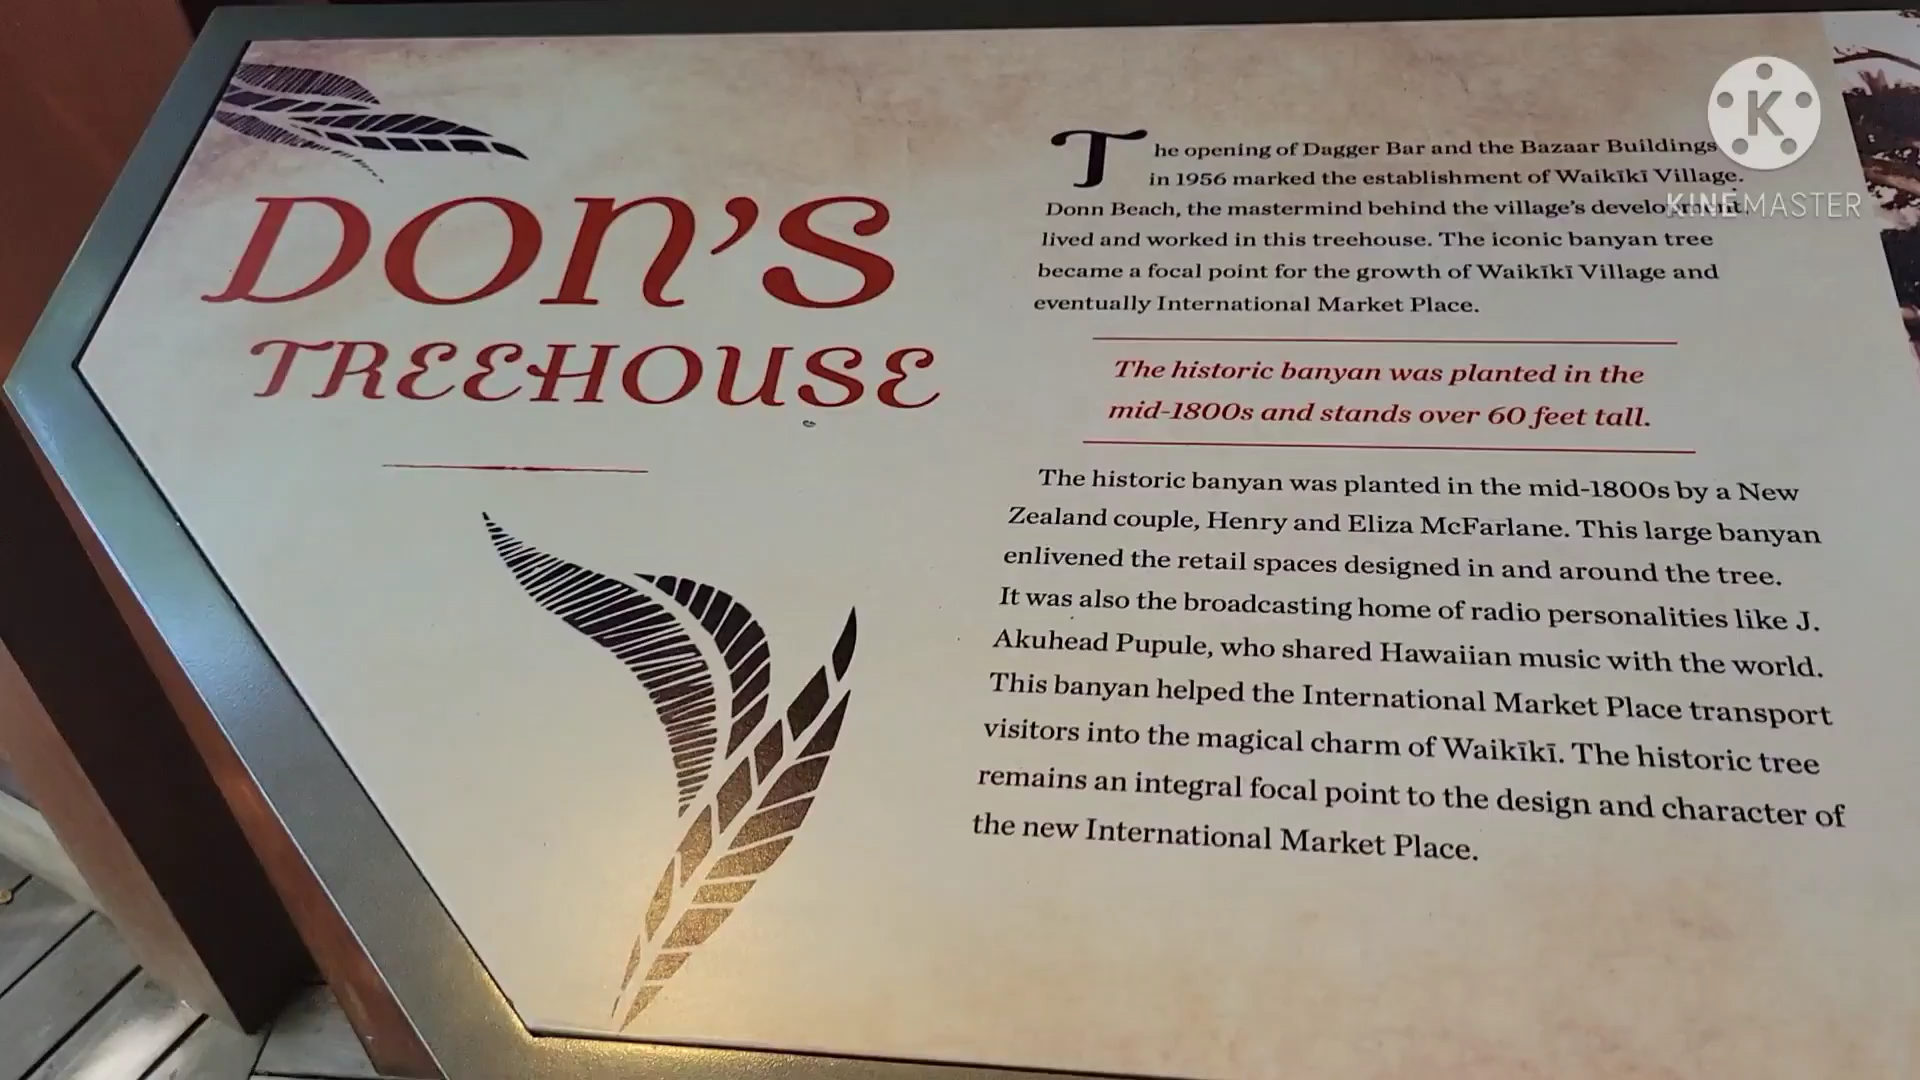 DON'S
TREEHOUSE
The opening of Dagger Bar and the Bazaar Buildings
in 1956 marked the establishment of Waikīkī Village.
Donn Beach, the mastermind behind the village's development,
lived and worked in this treehouse. The iconic banyan tree
became a focal point for the growth of Waikīkī Village and
eventually International Market Place.
The historic banyan was planted in the
mid-1800s and stands over 60 feet tall.
The historic banyan was planted in the mid-1800s by a New
Zealand couple, Henry and Eliza McFarlane. This large banyan
enlivened the retail spaces designed in and around the tree.
It was also the broadcasting home of radio personalities like J.
Akuhead Pupule, who shared Hawaiian music with the world.
This banyan helped the International Market Place transport
visitors into the magical charm of Waikīkī. The historic tree
remains an integral focal point to the design and character of
the new International Market Place.
K
KINEMASTER